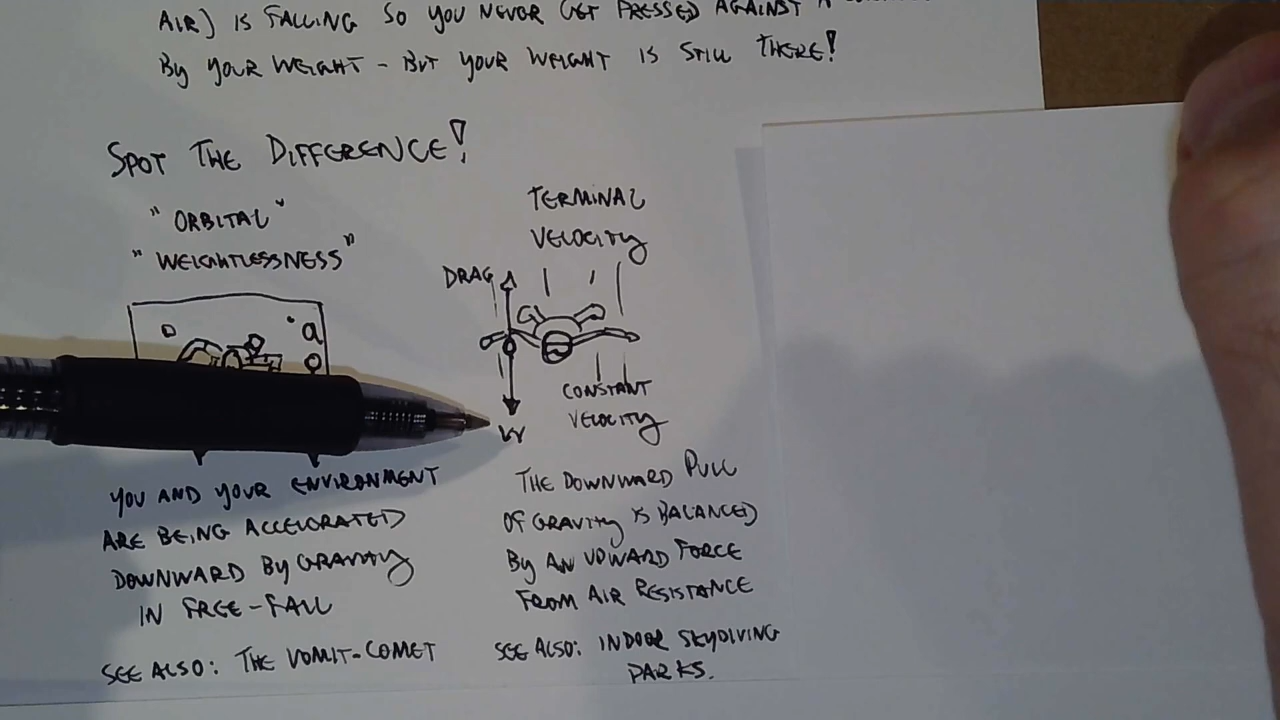 AIR) IS FALLING SO YOU NEVER GET PRESSED AGAINST A
BY YOUR WEIGHT - BUT YOUR WEIGHT IS STILL THERE!
SPOT THE DIFFERENCE!
"ORBITAL"
"WEIGHTLESSNESS"
a
YOU AND YOUR ENVIRONMENT
ARE BEING ACCELORATED
DOWNWARD BY GRAVITY
IN FREE-FALL
SEE ALSO: THE VOMIT-COMET
TERMINAL
VELOCITY
DRAG
CONSTANT
VELOCITY
W
THE DOWNWARD PULL
OF GRAVITY IS BALANCED
BY AN UPWARD FORCE
FROM AIR RESISTANCE
SEE ALSO: INDOOR SKYDIVING
PARKS.